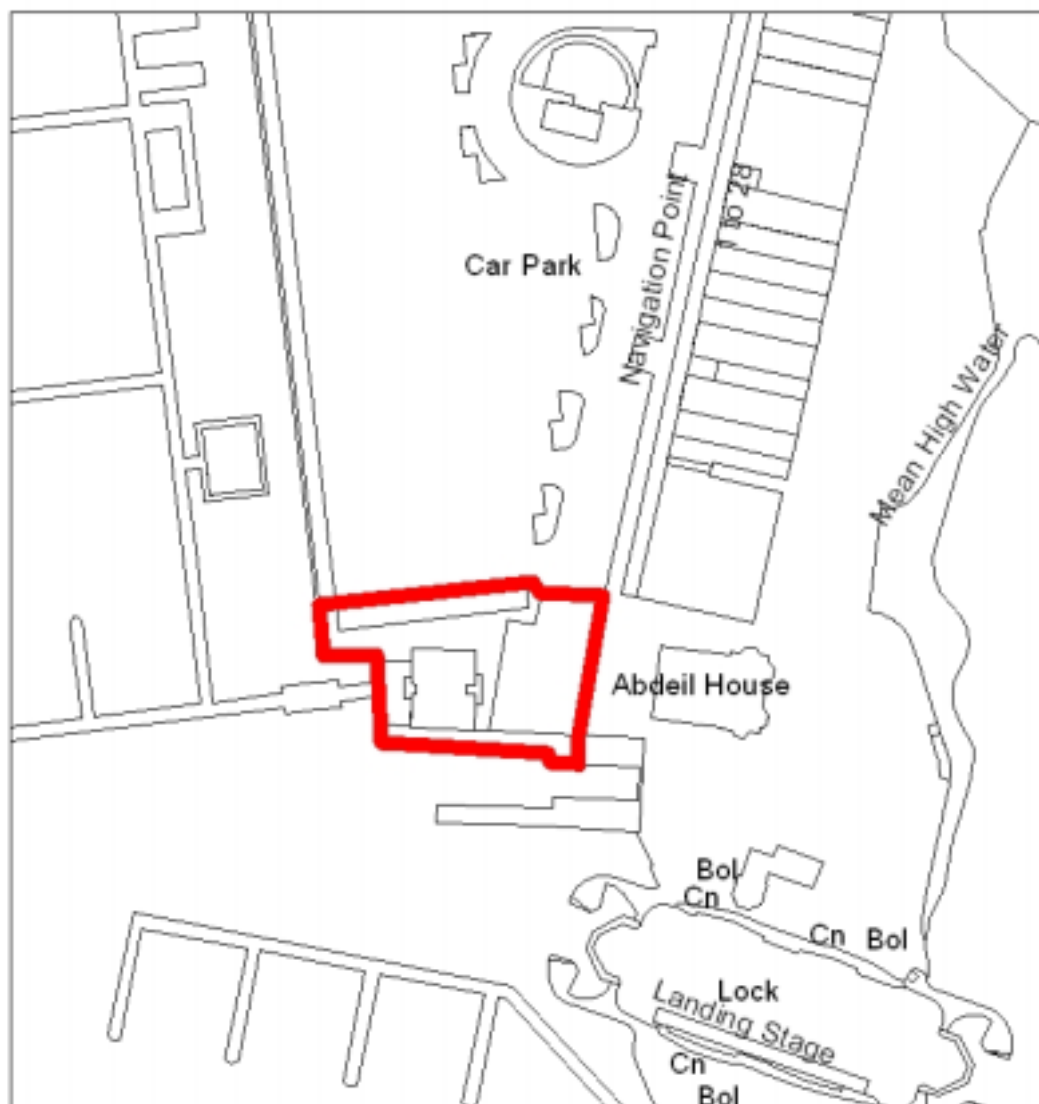 Car Park
Navigation Point
to 28
Mean High Water
Abdeil House
Bol
Cn
Cn Bol
Lock
Landing Stage
Cn
Bol